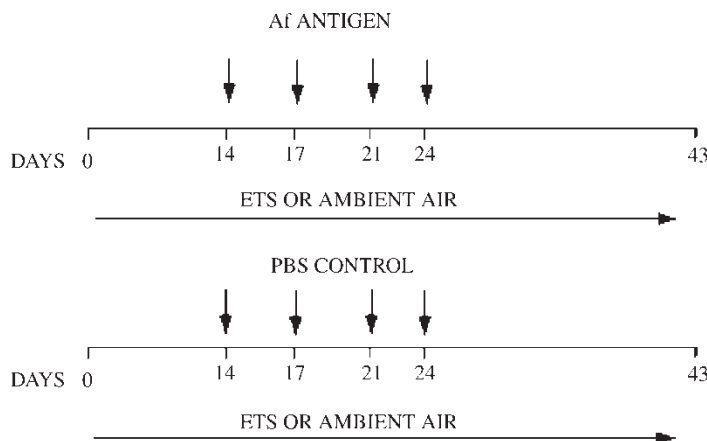 Af ANTIGEN
DAYS 0 14 17 21 24 43
ETS OR AMBIENT AIR
PBS CONTROL
DAYS 0 14 17 21 24 43
ETS OR AMBIENT AIR